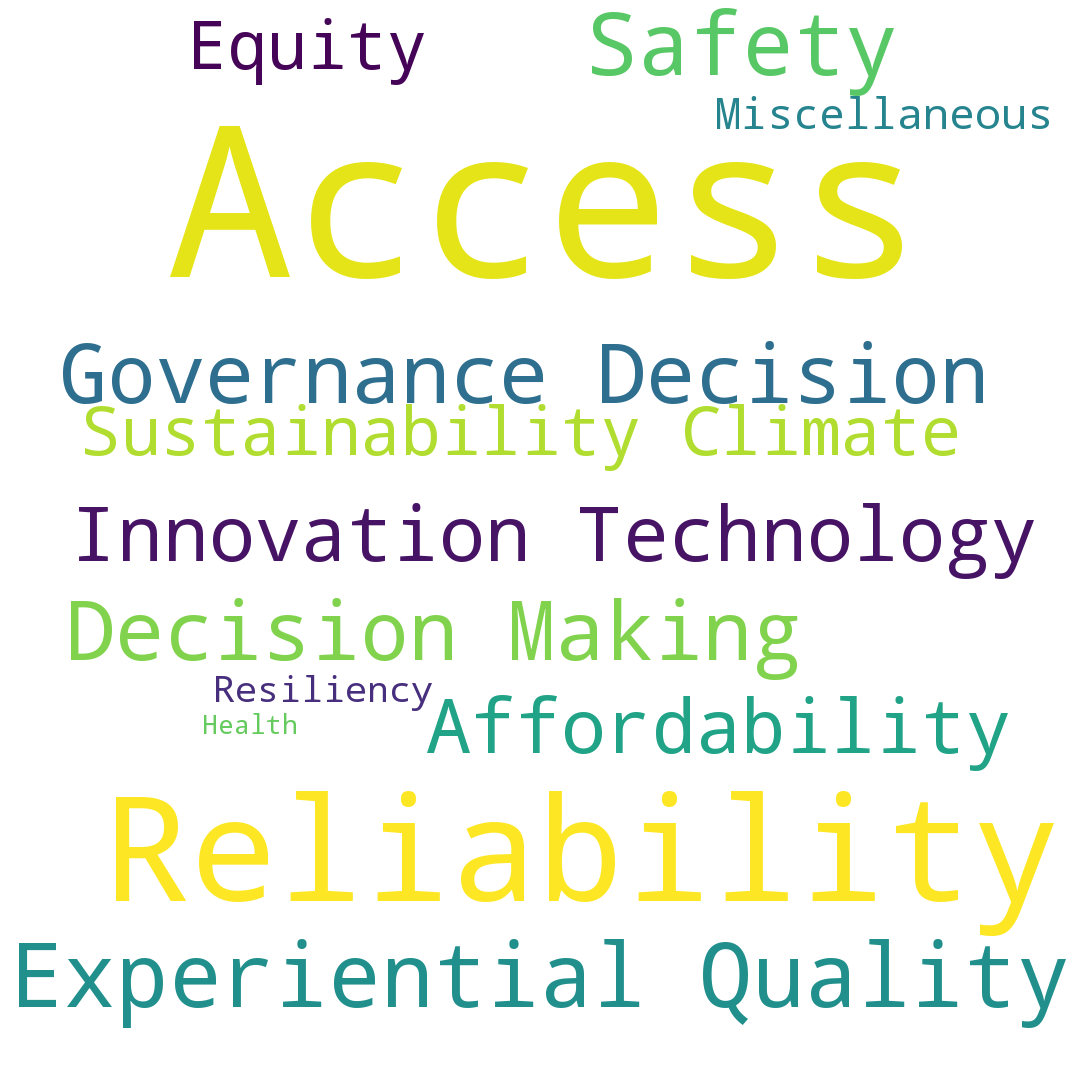 Equity
Safety
Miscellaneous
Access
Governance Decision
Sustainability Climate
Innovation Technology
Decision Making
Resiliency
Health
Affordability
Reliability
Experiential Quality